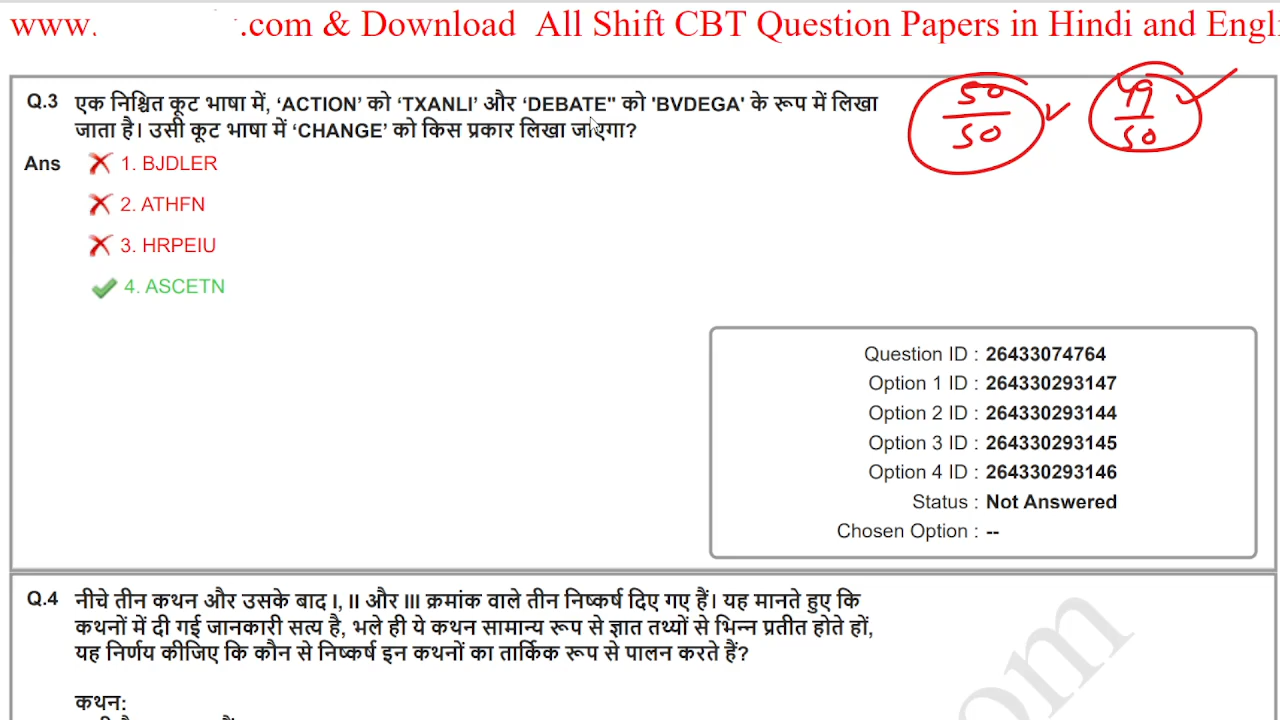 www. .com & Download All Shift CBT Question Papers in Hindi and Engli
Q.3 एक निश्चित कूट भाषा में, ‘ACTION’ को ‘TXANLI’ और ‘DEBATE" को 'BVDEGA' के रूप में लिखा
जाता है। उसी कूट भाषा में ‘CHANGE’ को किस प्रकार लिखा जाएगा?
50
50
49
50
Ans 1. BJDLER
2. ATHFN
3. HRPEIU
4. ASCETN
Question ID : 26433074764
Option 1 ID : 264330293147
Option 2 ID : 264330293144
Option 3 ID : 264330293145
Option 4 ID : 264330293146
Status : Not Answered
Chosen Option : --
Q.4 नीचे तीन कथन और उसके बाद I, II और III क्रमांक वाले तीन निष्कर्ष दिए गए हैं। यह मानते हुए कि
कथनों में दी गई जानकारी सत्य है, भले ही ये कथन सामान्य रूप से ज्ञात तथ्यों से भिन्न प्रतीत होते हों,
यह निर्णय कीजिए कि कौन से निष्कर्ष इन कथनों का तार्किक रूप से पालन करते हैं?
कथन:
om